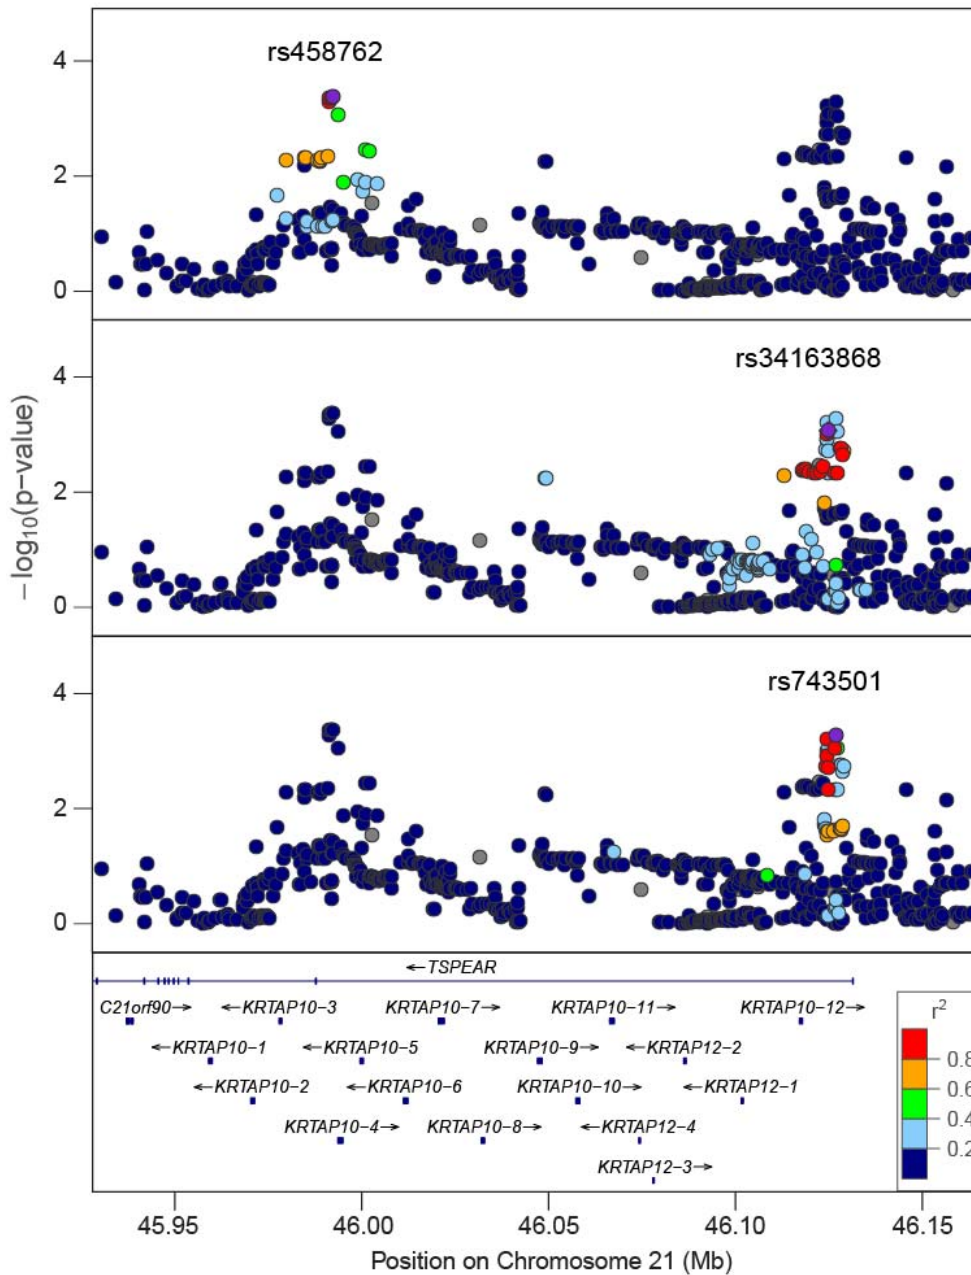 rs458762
4
2
0
rs34163868
4
2
0
−log10(p−value)
rs743501
4
2
0
←TSPEAR
C21orf90→
←KRTAP10−3
KRTAP10−7→
KRTAP10−11→
KRTAP10−12→
←KRTAP10−1
←KRTAP10−5
KRTAP10−9→
←KRTAP12−2
←KRTAP10−2
←KRTAP10−6
KRTAP10−10→
←KRTAP12−1
KRTAP10−4→
KRTAP10−8→
←KRTAP12−4
KRTAP12−3→
r²
0.8
0.6
0.4
0.2
45.95 46.00 46.05 46.10 46.15
Position on Chromosome 21 (Mb)